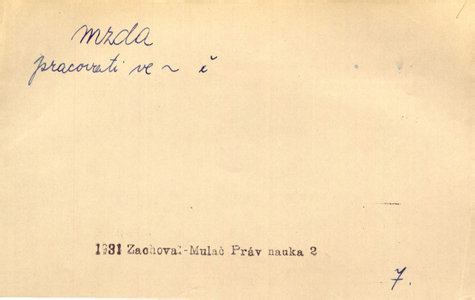 mzda
pracovati ve ~ č
1931 Zachoval-Mulač Práv nauka 2
7.